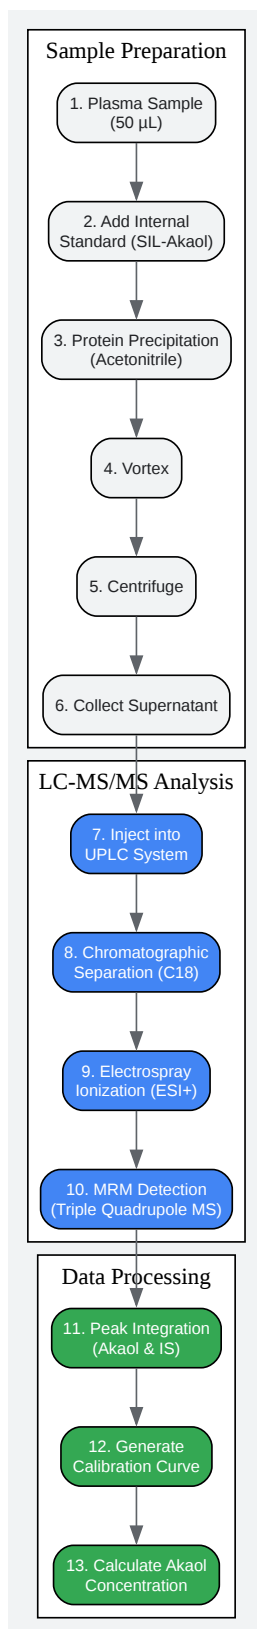 Sample Preparation
1. Plasma Sample
(50 µL)
2. Add Internal
Standard (SIL-Akaol)
3. Protein Precipitation
(Acetonitrile)
4. Vortex
5. Centrifuge
6. Collect Supernatant
LC-MS/MS Analysis
7. Inject into
UPLC System
8. Chromatographic
Separation (C18)
9. Electrospray
Ionization (ESI+)
10. MRM Detection
(Triple Quadrupole MS)
Data Processing
11. Peak Integration
(Akaol & IS)
12. Generate
Calibration Curve
13. Calculate Akaol
Concentration